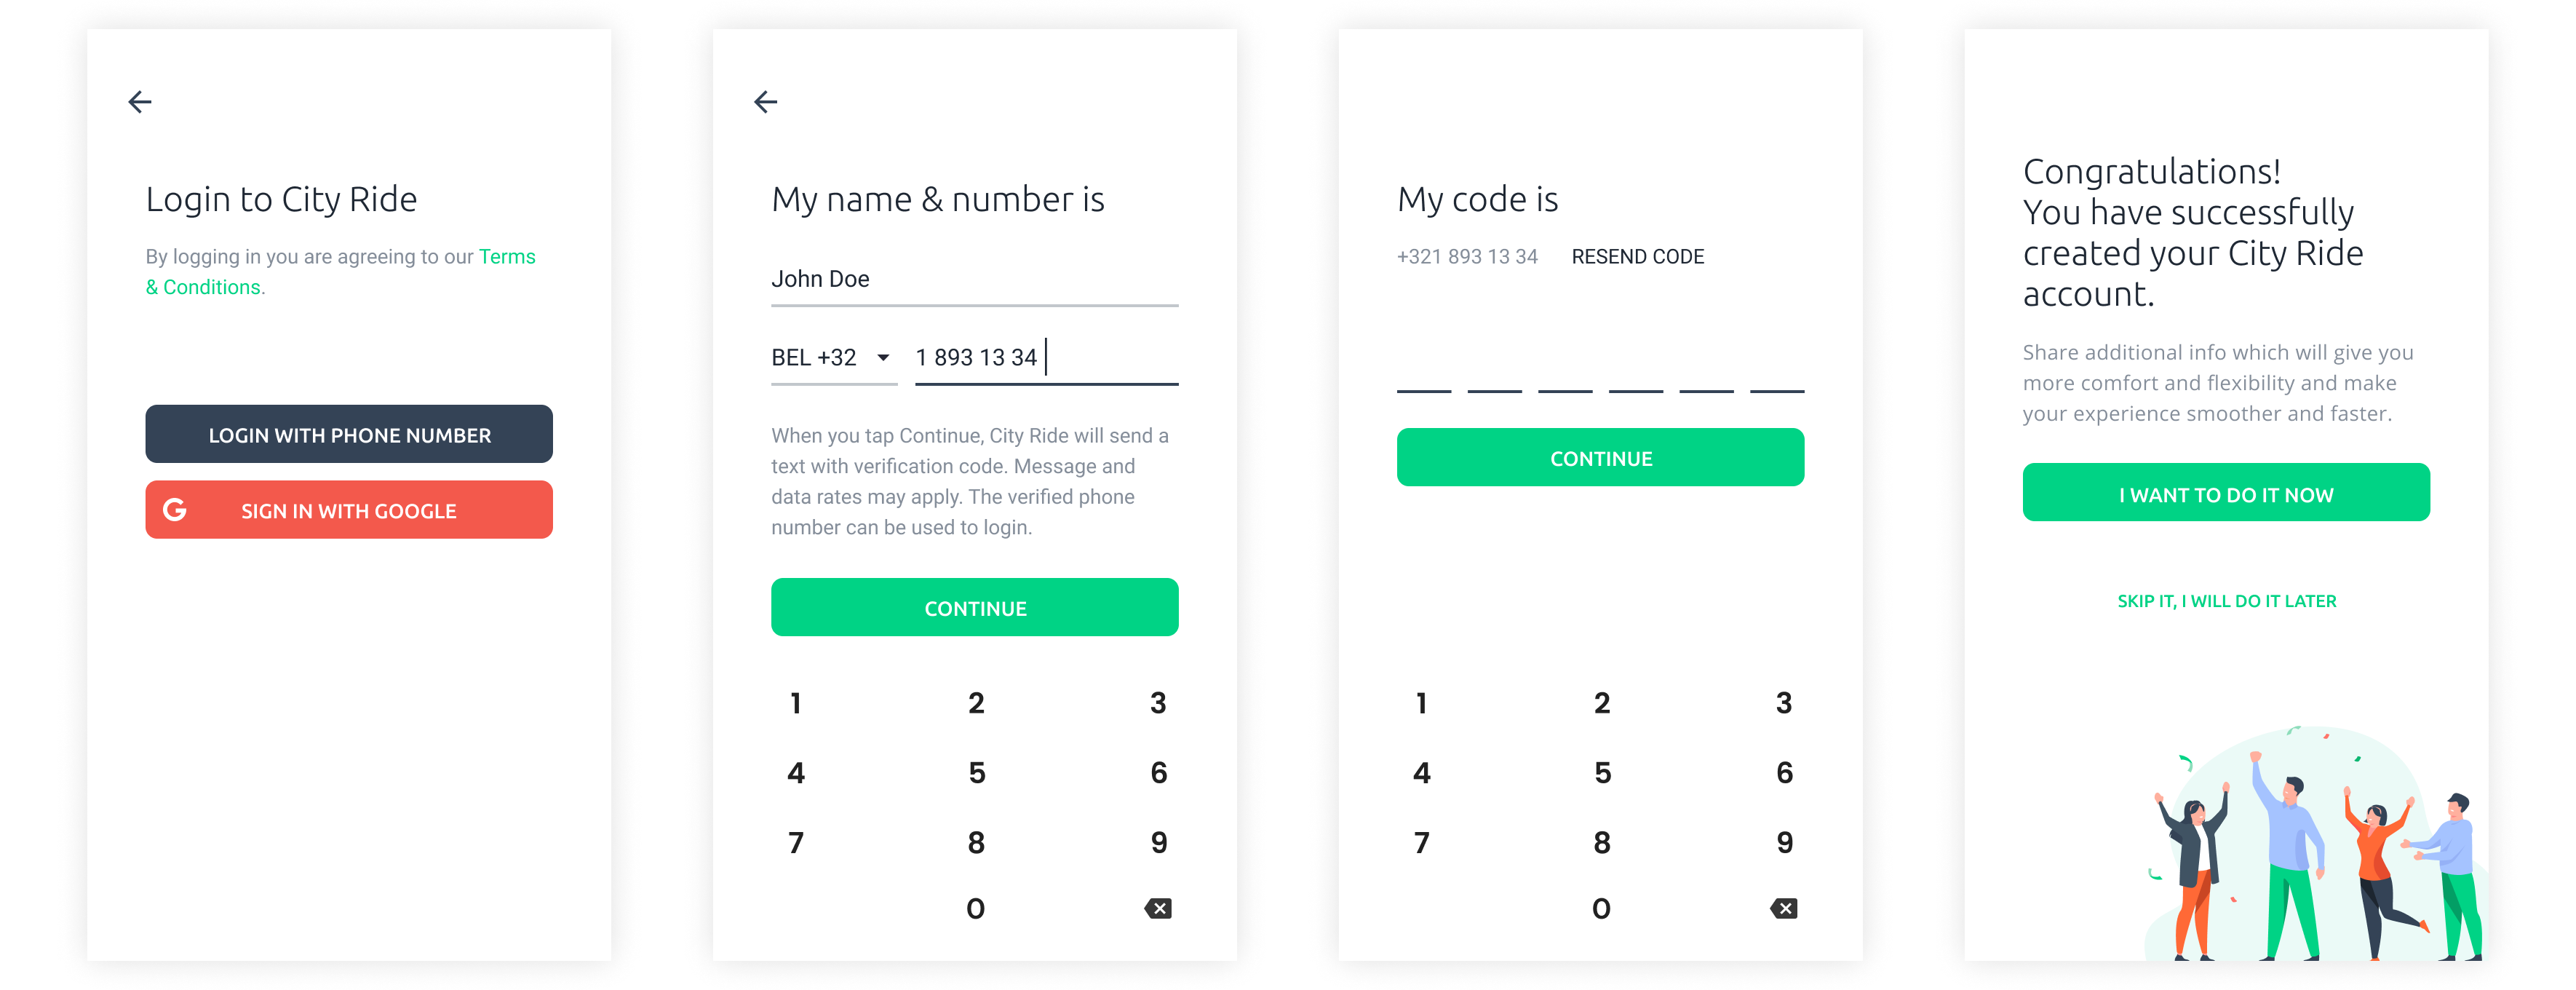 Login to City Ride
By logging in you are agreeing to our Terms
& Conditions.
LOGIN WITH PHONE NUMBER
G SIGN IN WITH GOOGLE
My name & number is
John Doe
BEL +32 1 893 13 34
When you tap Continue, City Ride will send a
text with verification code. Message and
data rates may apply. The verified phone
number can be used to login.
CONTINUE
1 2 3
4 5 6
7 8 9
0
My code is
+321 893 13 34 RESEND CODE
CONTINUE
1 2 3
4 5 6
7 8 9
0
Congratulations!
You have successfully
created your City Ride
account.
Share additional info which will give you
more comfort and flexibility and make
your experience smoother and faster.
I WANT TO DO IT NOW
SKIP IT, I WILL DO IT LATER